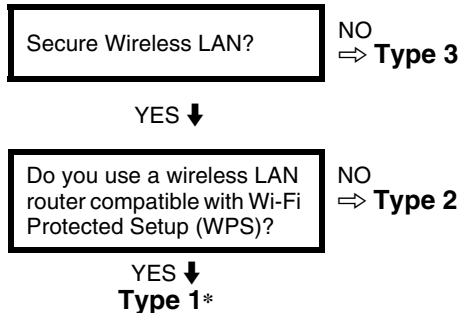 Secure Wireless LAN?
NO
⇨ Type 3
YES ⬇
Do you use a wireless LAN
router compatible with Wi-Fi
Protected Setup (WPS)?
NO
⇨ Type 2
YES ⬇
Type 1*